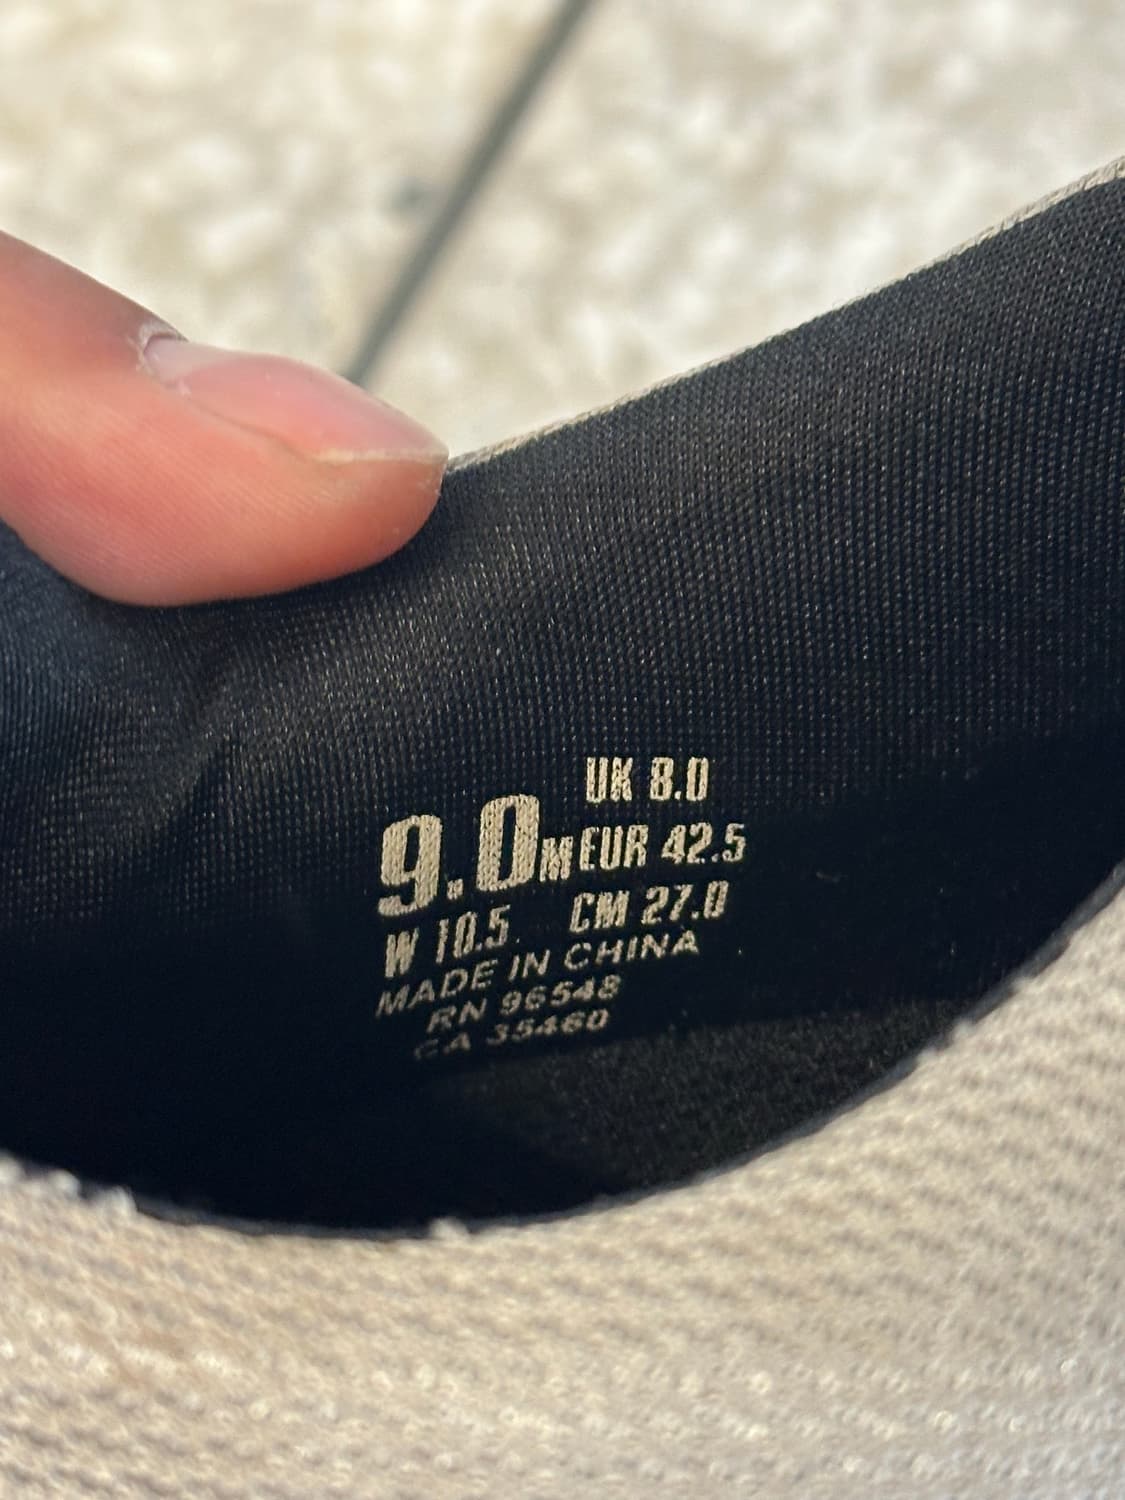 UK 8.0
9.0 M EUR 42.5
W 10.5 CM 27.0
MADE IN CHINA
RN 96548
CA 35460